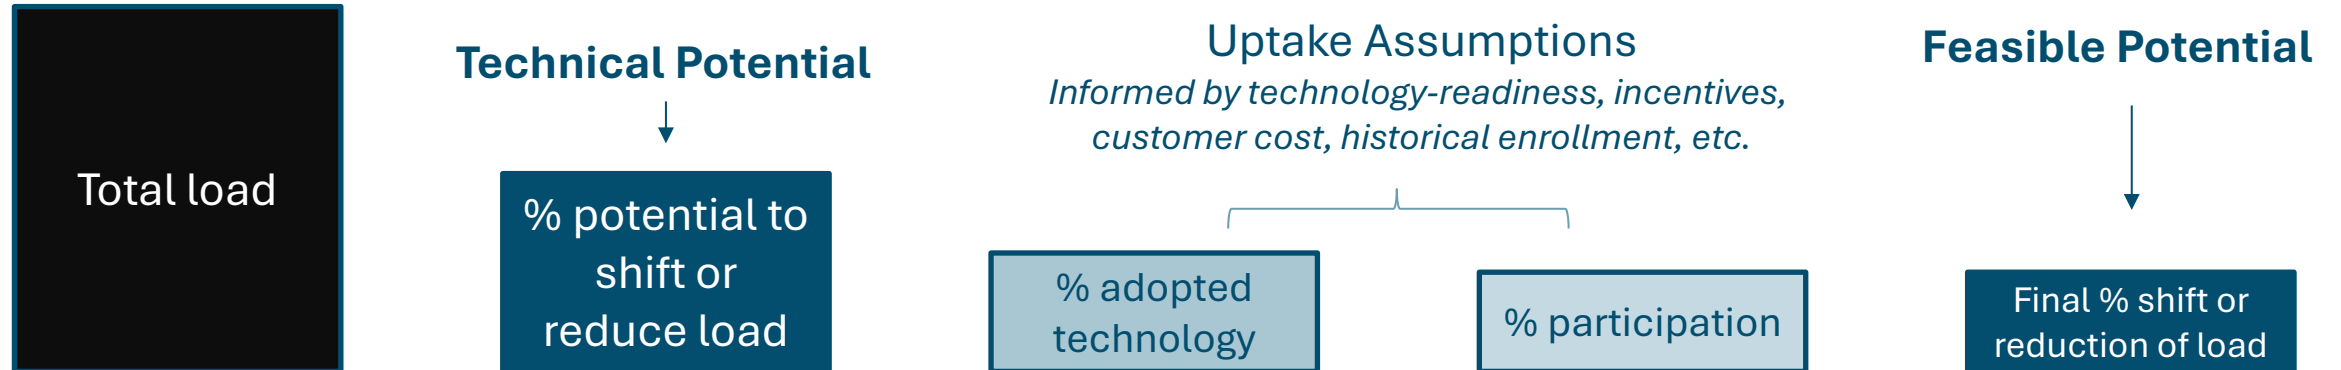 Total load
Technical Potential
% potential to
shift or
reduce load
Uptake Assumptions
Informed by technology-readiness, incentives,
customer cost, historical enrollment, etc.
% adopted
technology
% participation
Feasible Potential
Final % shift or
reduction of load